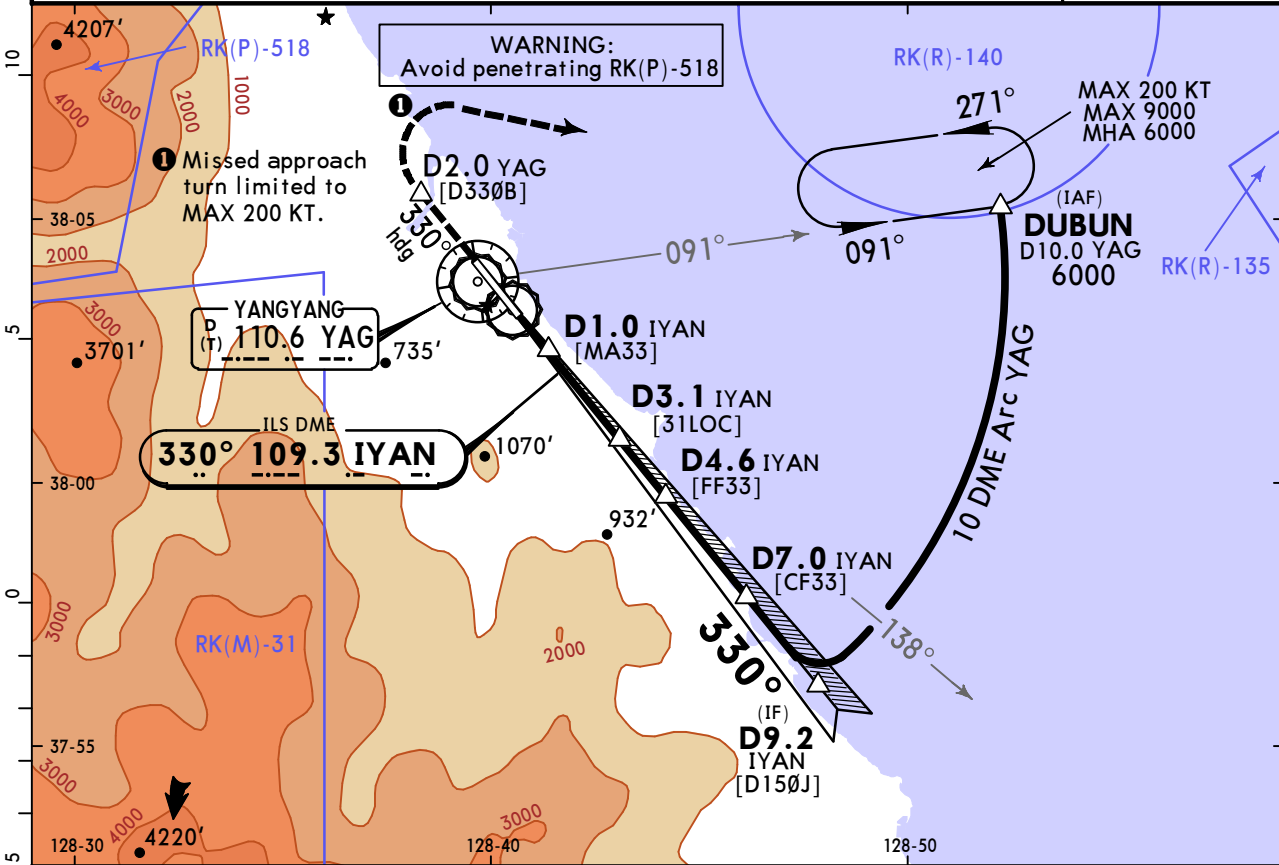 4207'
RK(P)-518
WARNING:
Avoid penetrating RK(P)-518
RK(R)-140
10
4000
3000
2000
1000
❶
271°
MAX 200 KT
MAX 9000
MHA 6000
❶ Missed approach
turn limited to
MAX 200 KT.
D2.0 YAG
[D33ØB]
330°
hdg
38-05
2000
091°
091°
(IAF)
DUBUN
D10.0 YAG
6000
RK(R)-135
3000
YANGYANG
D
(T) 110.6 YAG
5
3701'
735'
D1.0 IYAN
[MA33]
10 DME Arc YAG
D3.1 IYAN
[31LOC]
ILS DME
330° 109.3 IYAN
1070'
D4.6 IYAN
[FF33]
38-00
932'
D7.0 IYAN
[CF33]
0
3000
RK(M)-31
2000
330°
138°
(IF)
D9.2
IYAN
[D15ØJ]
37-55
3000
4000
4220'
3000
5
128-30
128-40
128-50